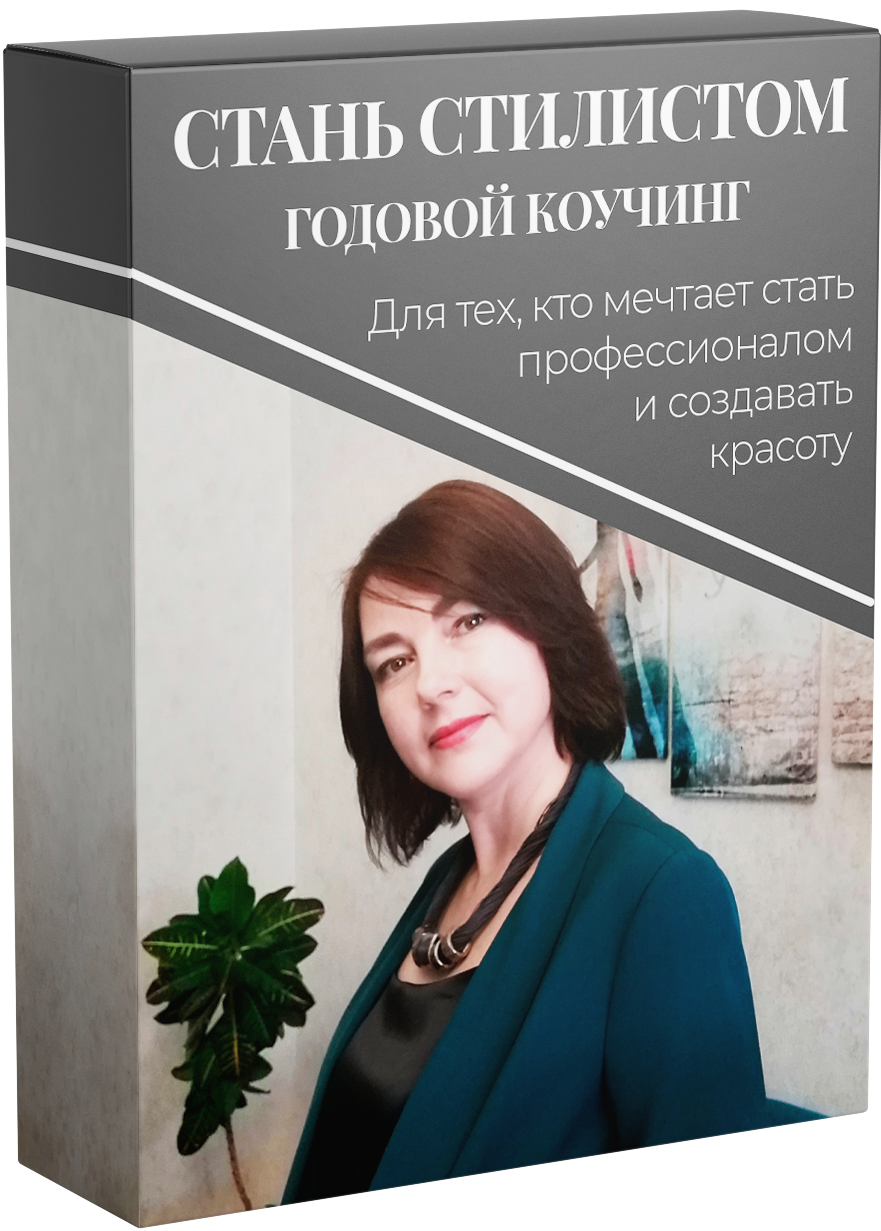 СТАНЬ СТИЛИСТОМ
ГОДОВОЙ КОУЧИНГ
Для тех, кто мечтает стать
профессионалом
и создавать
красоту